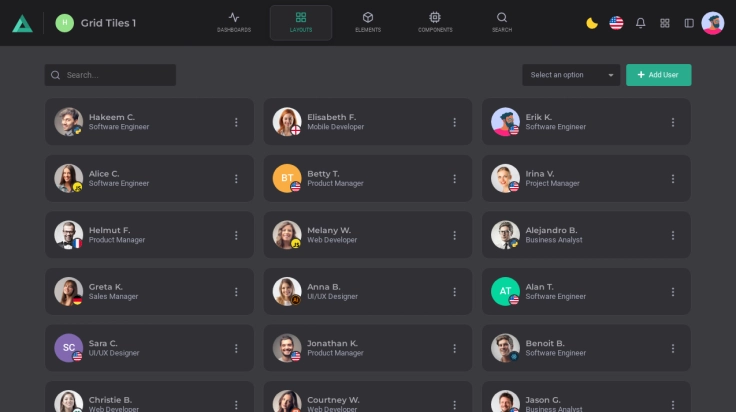 H Grid Tiles 1
DASHBOARDS
LAYOUTS
ELEMENTS
COMPONENTS
SEARCH
Search...
Select an option
+ Add User
Hakeem C.
Software Engineer
Elisabeth F.
Mobile Developer
Erik K.
Software Engineer
Alice C.
Software Engineer
BT
Betty T.
Product Manager
Irina V.
Project Manager
Helmut F.
Product Manager
JS
Melany W.
Web Developer
Alejandro B.
Business Analyst
Greta K.
Sales Manager
Ai
Anna B.
UI/UX Designer
AT
Alan T.
Software Engineer
SC
Sara C.
UI/UX Designer
Jonathan K.
Product Manager
Benoit B.
Software Engineer
Christie B.
Web Developer
Courtney W.
Web Developer
Jason G.
Business Analyst